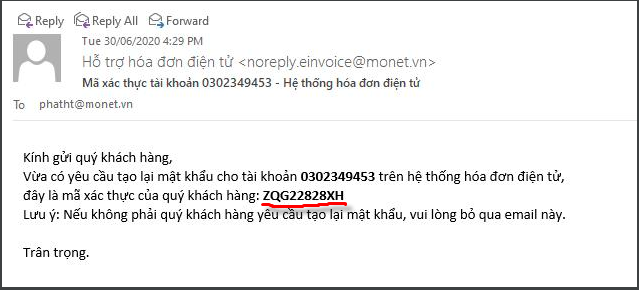 Reply Reply All Forward
Tue 30/06/2020 4:29 PM
Hỗ trợ hóa đơn điện tử <noreply.einvoice@monet.vn>
Mã xác thực tài khoản 0302349453 - Hệ thống hóa đơn điện tử
To phatht@monet.vn
Kính gửi quý khách hàng,
Vừa có yêu cầu tạo lại mật khẩu cho tài khoản 0302349453 trên hệ thống hóa đơn điện tử,
đây là mã xác thực của quý khách hàng: ZQG22828XH
Lưu ý: Nếu không phải quý khách hàng yêu cầu tạo lại mật khẩu, vui lòng bỏ qua email này.
Trân trọng.